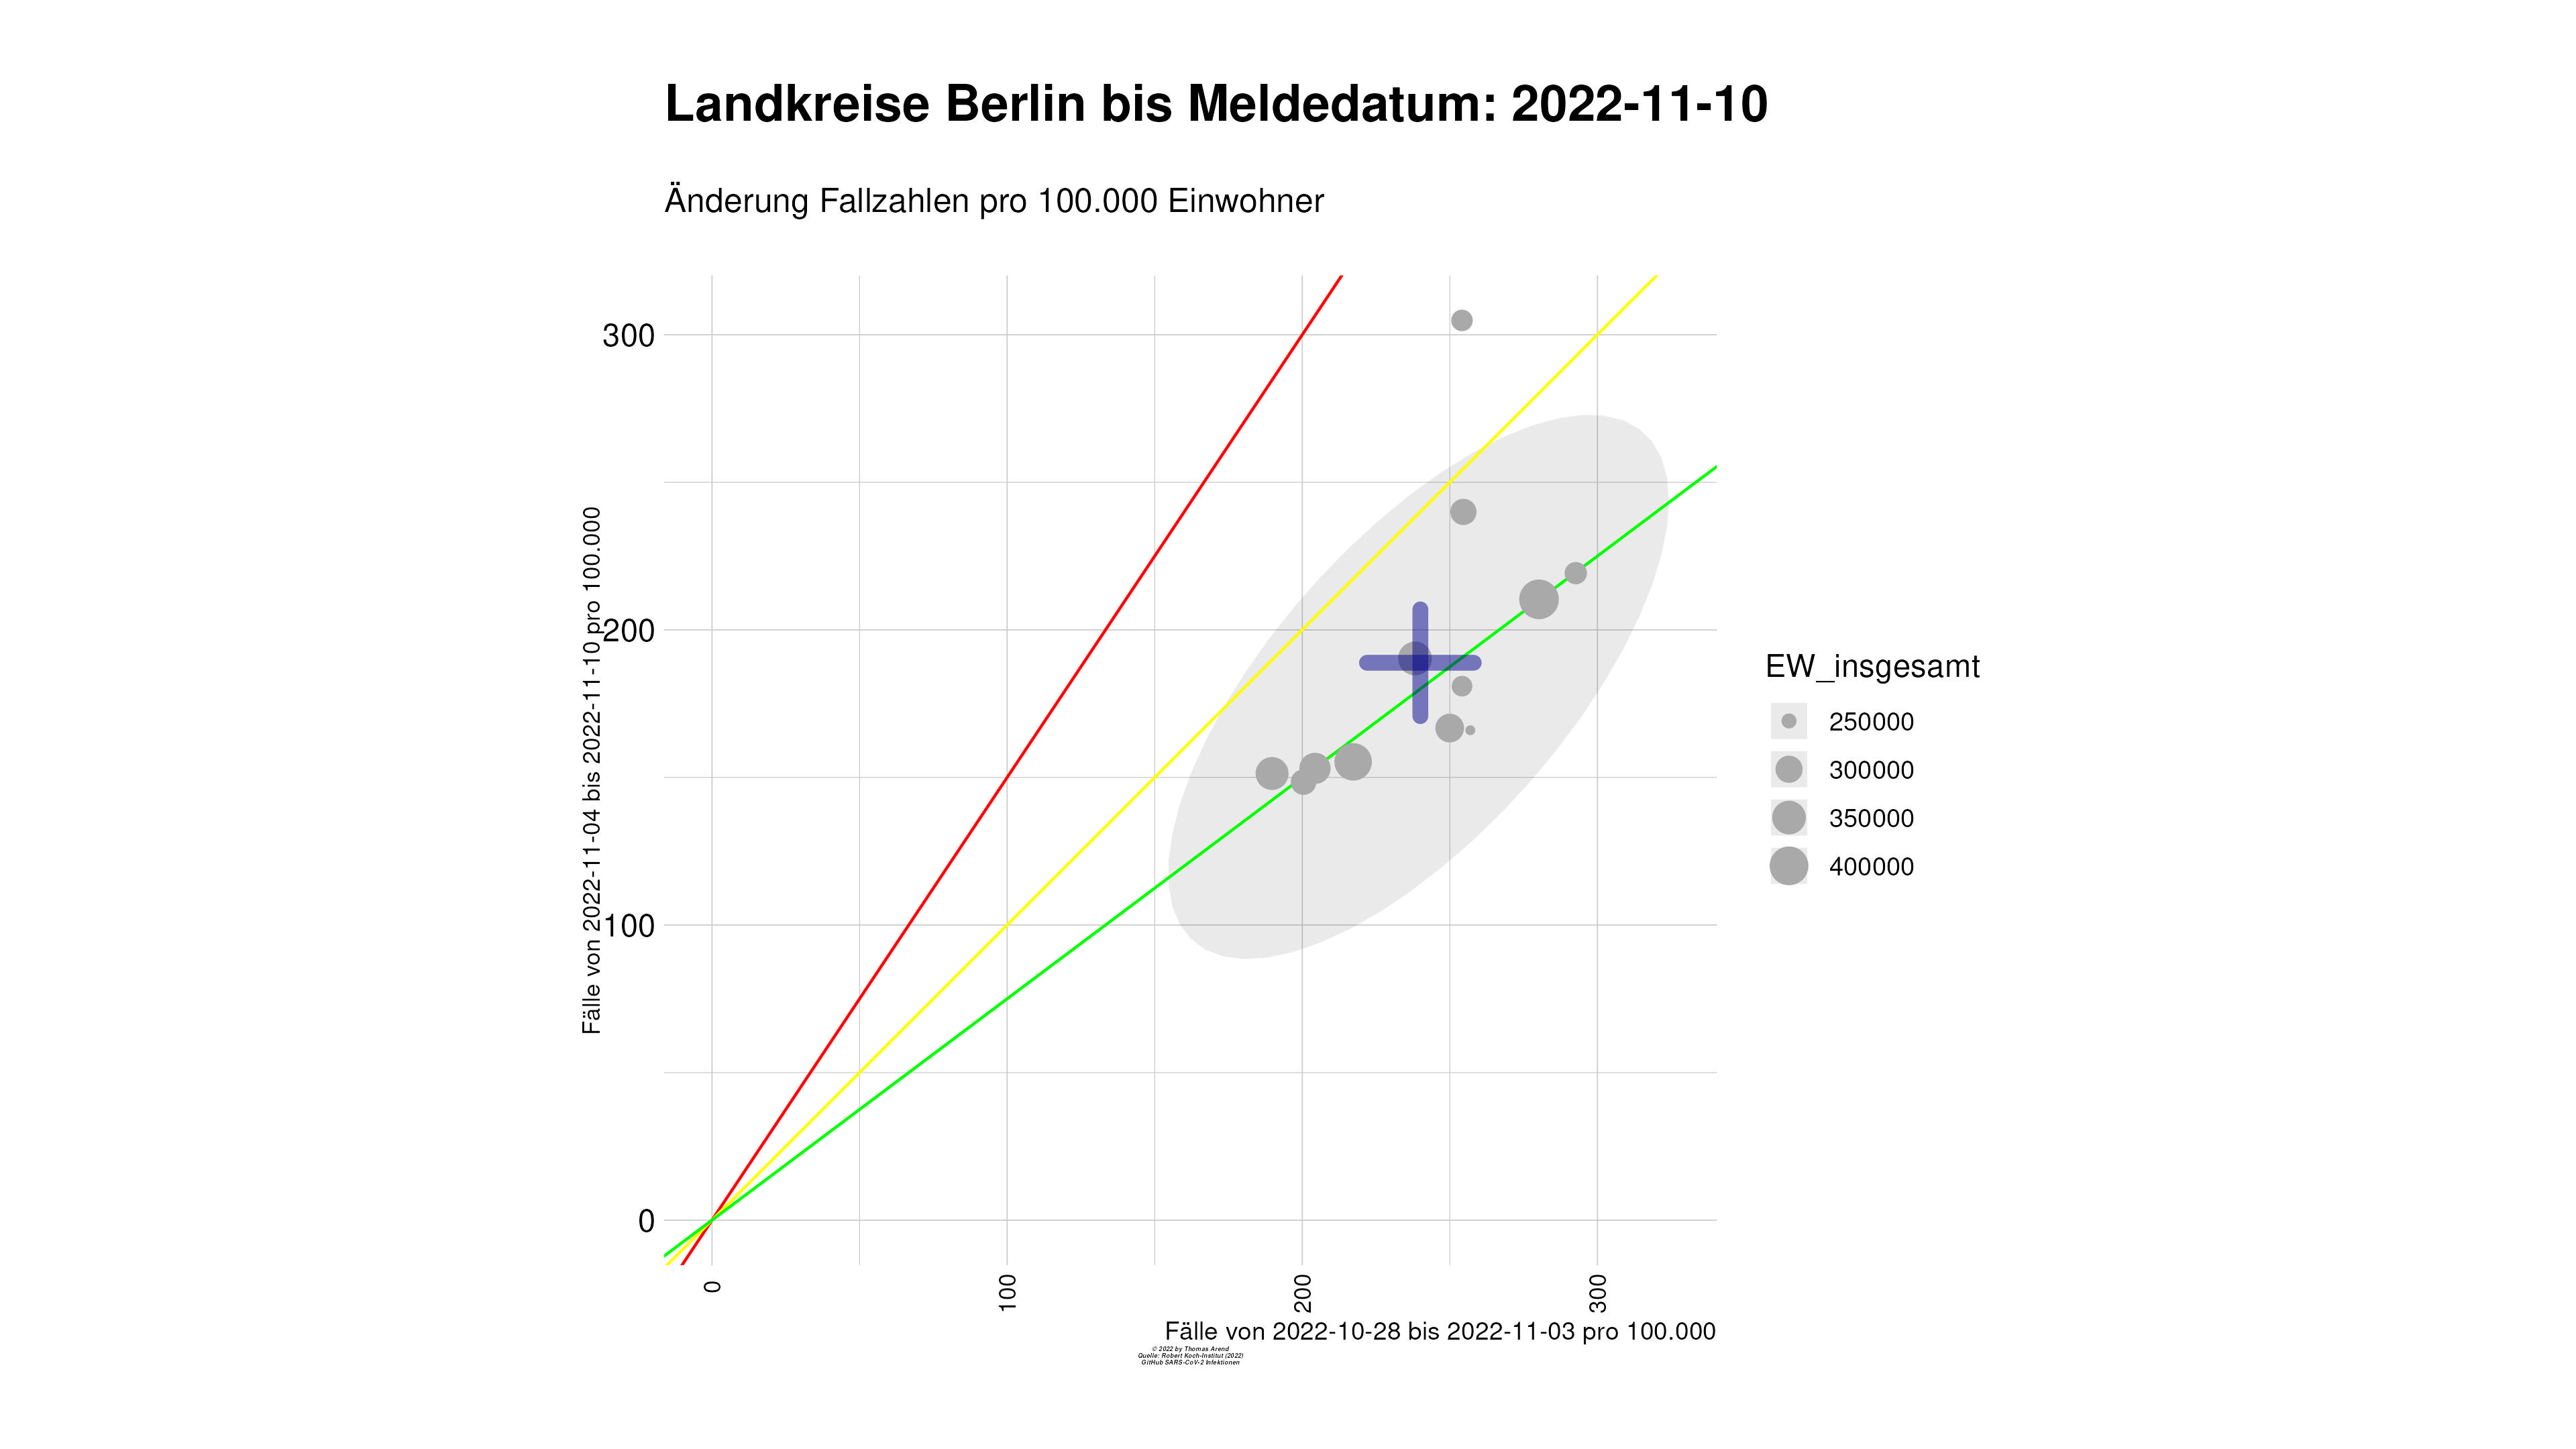 Landkreise Berlin bis Meldedatum: 2022-11-10
Änderung Fallzahlen pro 100.000 Einwohner
Fälle von 2022-11-04 bis 2022-11-10 pro 100.000
300
200
100
0
0
100
200
300
Fälle von 2022-10-28 bis 2022-11-03 pro 100.000
© 2022 by Thomas Arend
Quelle: Robert Koch-Institut (2022)
GitHub SARS-CoV-2 Infektionen
EW_insgesamt
250000
300000
350000
400000